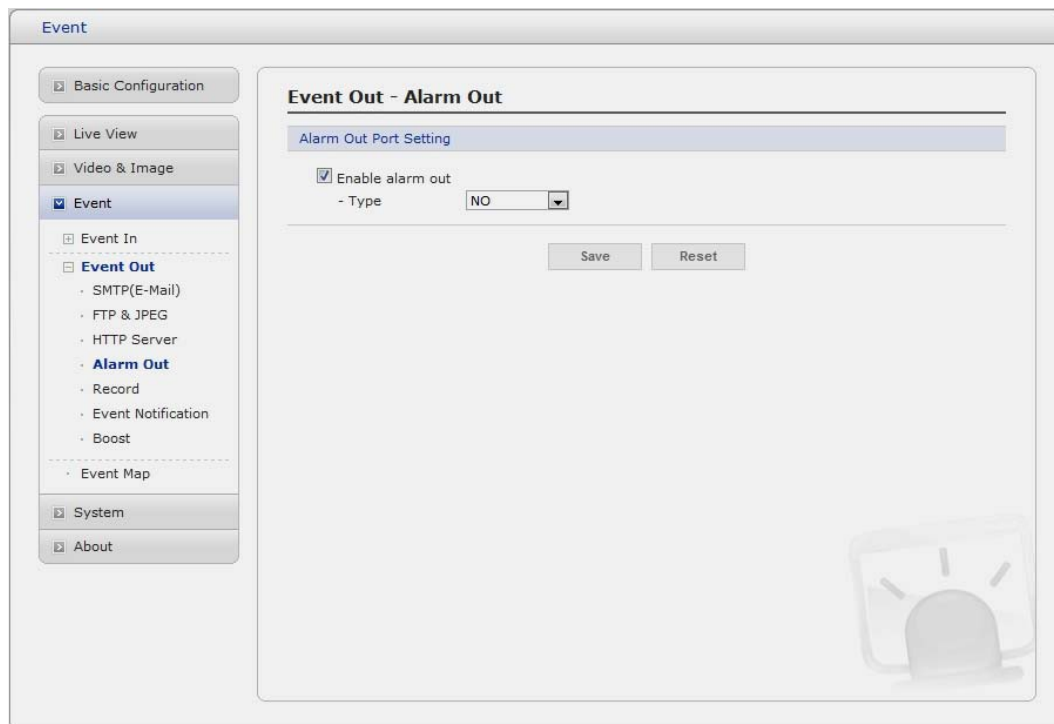 Event
Basic Configuration
Live View
Video & Image
Event
Event In
Event Out
SMTP(E-Mail)
FTP & JPEG
HTTP Server
Alarm Out
Record
Event Notification
Boost
Event Map
System
About
Event Out - Alarm Out
Alarm Out Port Setting
Enable alarm out
- Type NO
Save Reset